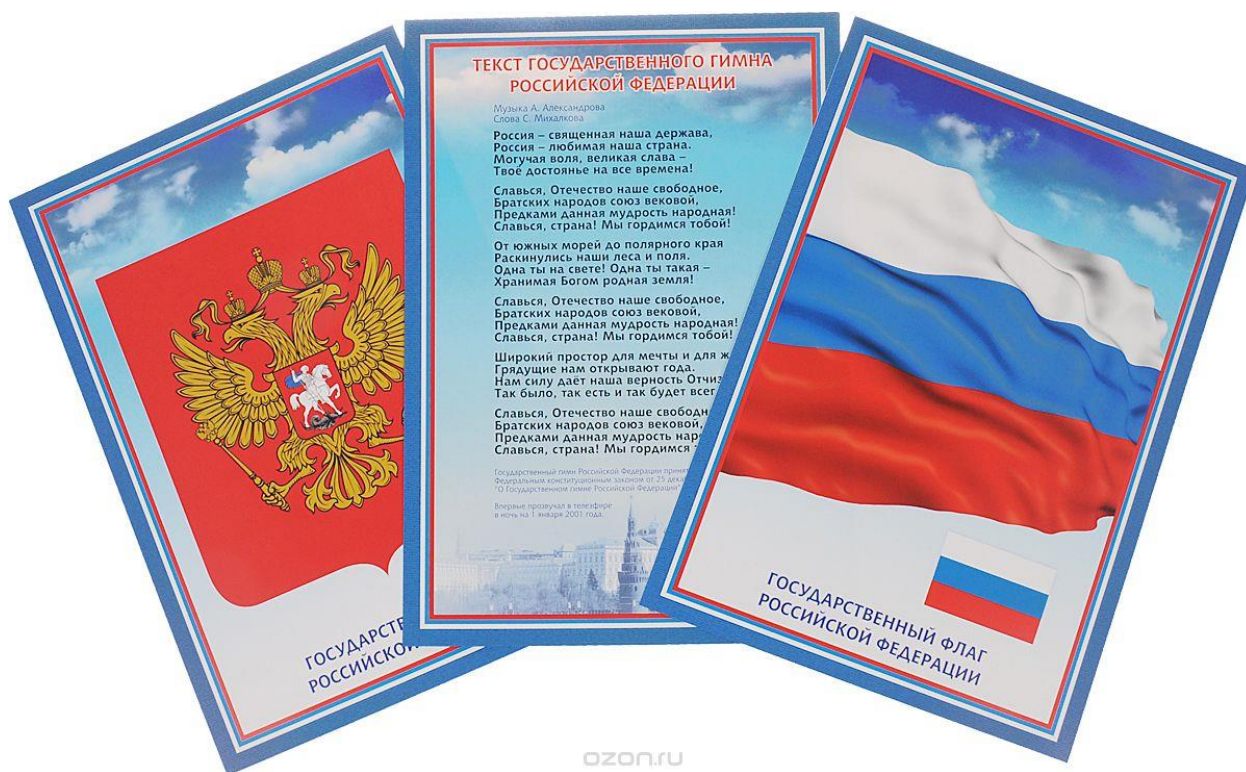 ГОСУДАРСТВ
РОССИЙСКО
ТЕКСТ ГОСУДАРСТВЕННОГО ГИМНА
РОССИЙСКОЙ ФЕДЕРАЦИИ
Музыка А. Александрова
Слова С. Михалкова
Россия – священная наша держава,
Россия – любимая наша страна.
Могучая воля, великая слава –
Твоё достоянье на все времена!
Славься, Отечество наше свободное,
Братских народов союз вековой,
Предками данная мудрость народная!
Славься, страна! Мы гордимся тобой!
От южных морей до полярного края
Раскинулись наши леса и поля.
Одна ты на свете! Одна ты такая –
Хранимая Богом родная земля!
Славься, Отечество наше свободное,
Братских народов союз вековой,
Предками данная мудрость народная!
Славься, страна! Мы гордимся тобой!
Широкий простор для мечты и для ж
Грядущие нам открывают года.
Нам силу даёт наша верность Отчиз
Так было, так есть и так будет всег
Славься, Отечество наше свободн
Братских народов союз вековой,
Предками данная мудрость нар
Славься, страна! Мы гордимся
Государственный гимн Российской Федерации принят
Федеральным конституционным законом от 25 дека
"О Государственном гимне Российской Федерации"
Впервые прозвучал в телеэфире
в ночь на 1 января 2001 года.
ГОСУДАРСТВЕННЫЙ ФЛАГ
РОССИЙСКОЙ ФЕДЕРАЦИИ
ozon.ru